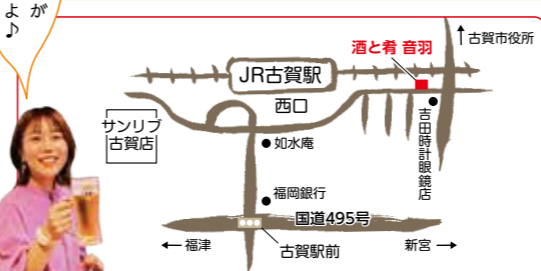 が
よ♪
古賀市役所
酒と肴 音羽
JR古賀駅
西口
サンリブ
古賀店
如水庵
吉田時計眼鏡店
福岡銀行
国道495号
福津
古賀駅前
新宮